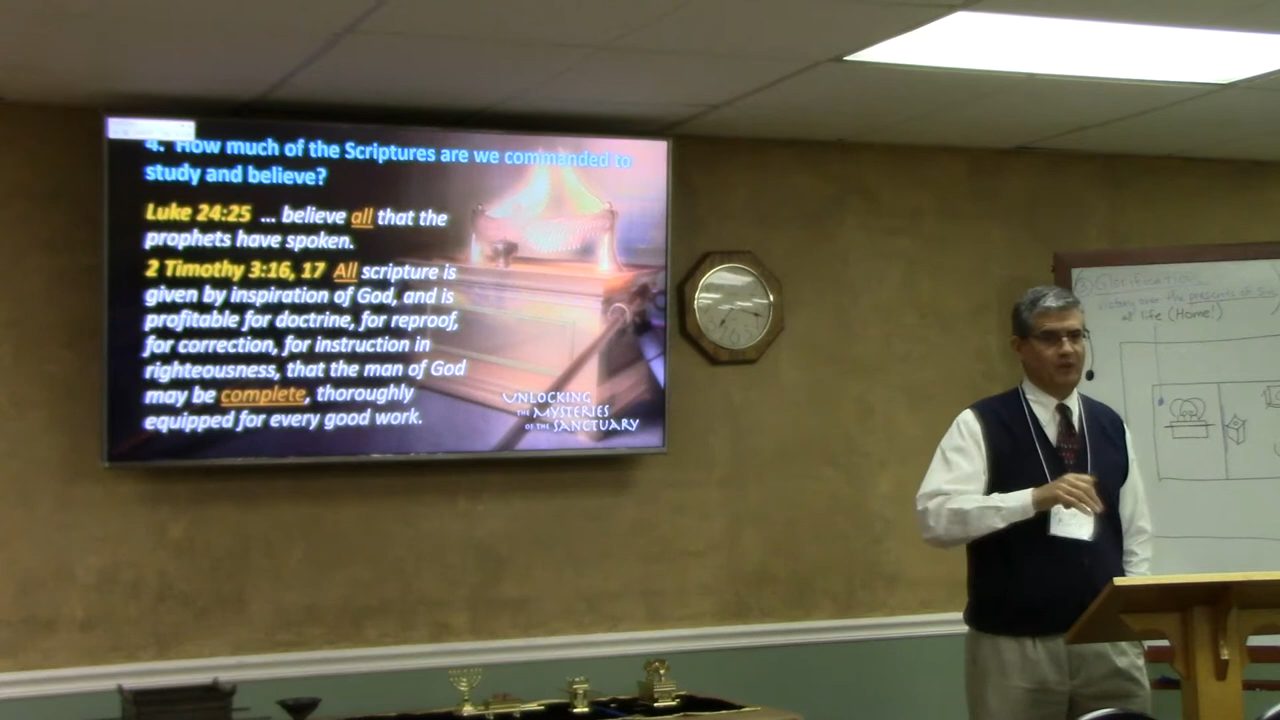 4. How much of the Scriptures are we commanded to
study and believe?
Luke 24:25 ... believe all that the
prophets have spoken.
2 Timothy 3:16, 17 All scripture is
given by inspiration of God, and is
profitable for doctrine, for reproof,
for correction, for instruction in
righteousness, that the man of God
may be complete, thoroughly
equipped for every good work.
UNLOCKING
THE MYSTERIES
OF THE SANCTUARY
③ Glorification
victory over the presents of Sin
at life (Home!)